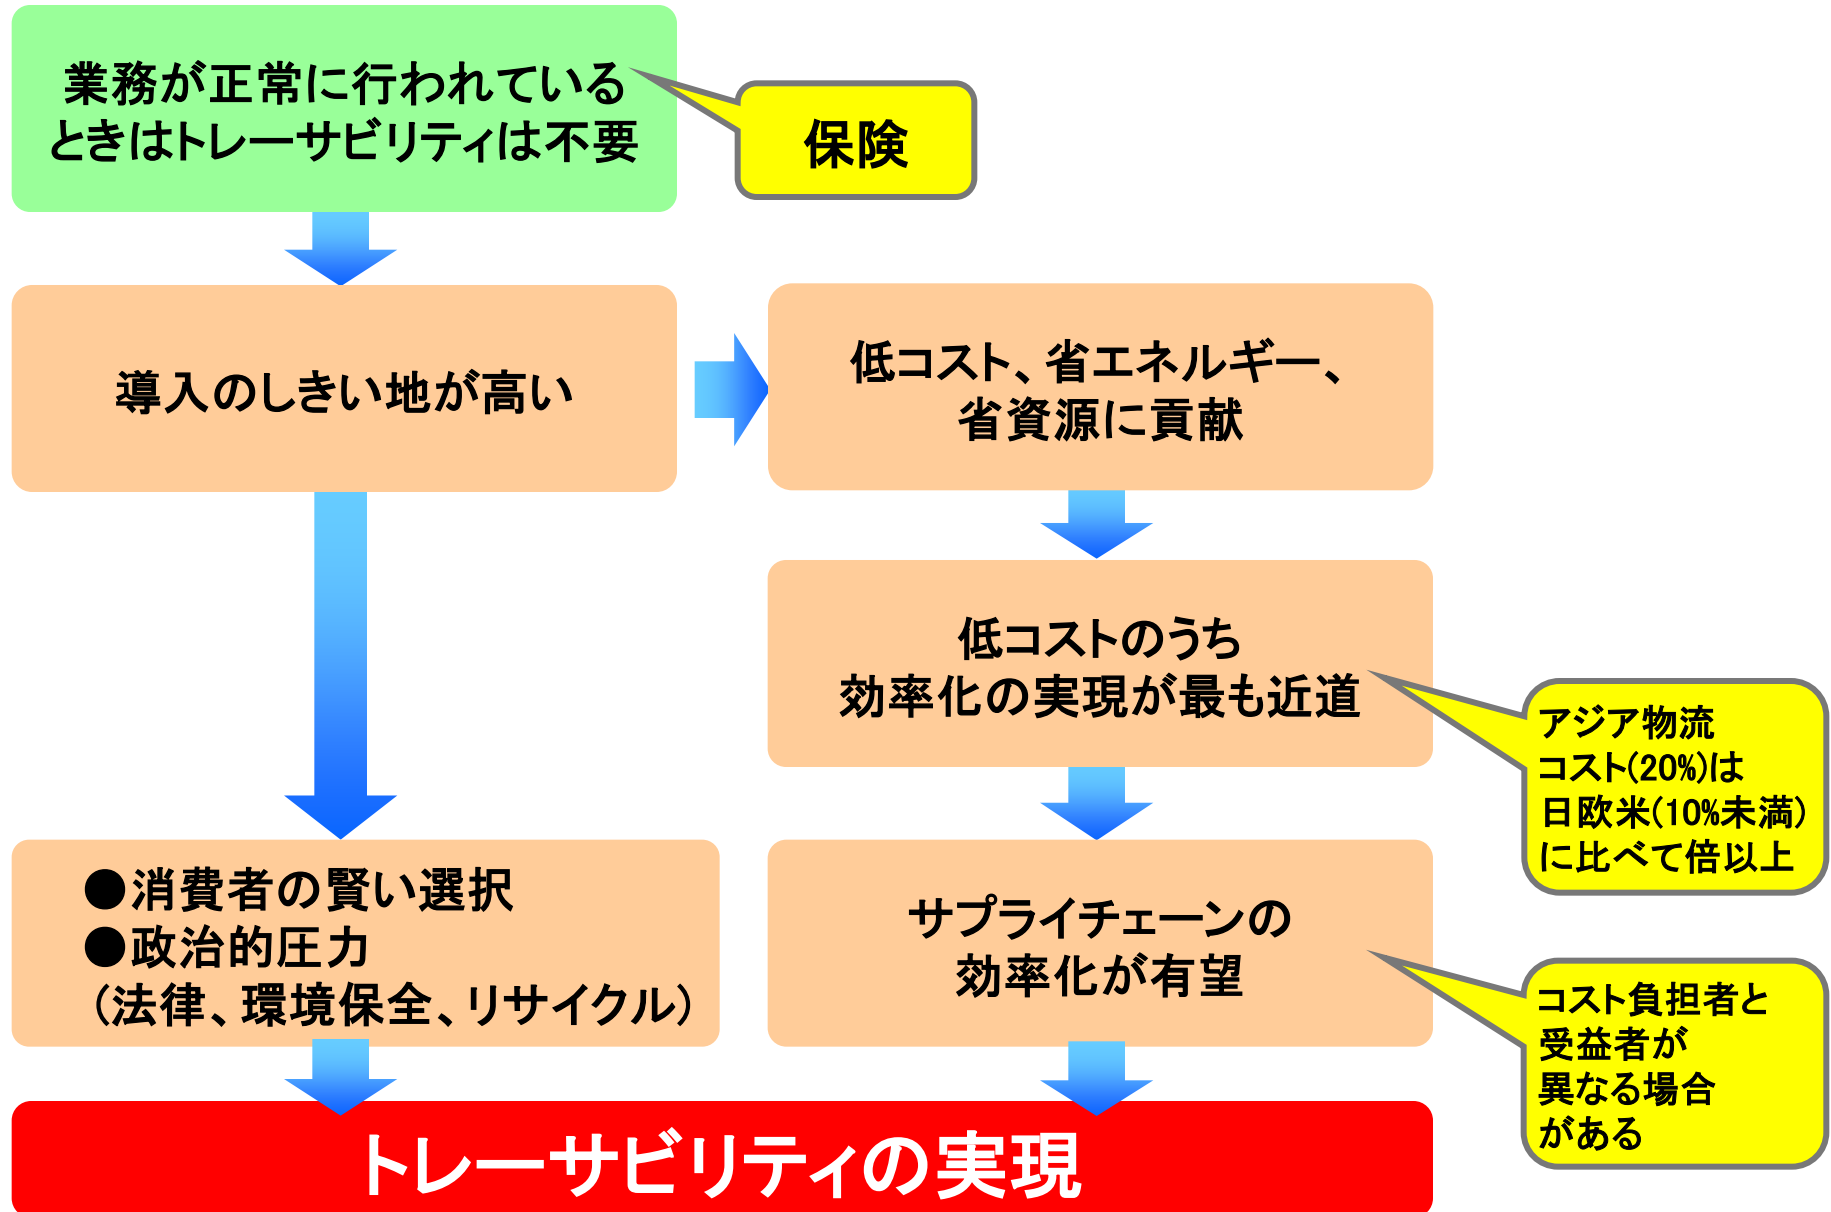 業務が正常に行われている
ときはトレーサビリティは不要
保険
導入のしきい地が高い
低コスト、省エネルギー、
省資源に貢献
低コストのうち
効率化の実現が最も近道
アジア物流
コスト(20%)は
日欧米(10%未満)
に比べて倍以上
●消費者の賢い選択
●政治的圧力
(法律、環境保全、リサイクル)
サプライチェーンの
効率化が有望
コスト負担者と
受益者が
異なる場合
がある
トレーサビリティの実現